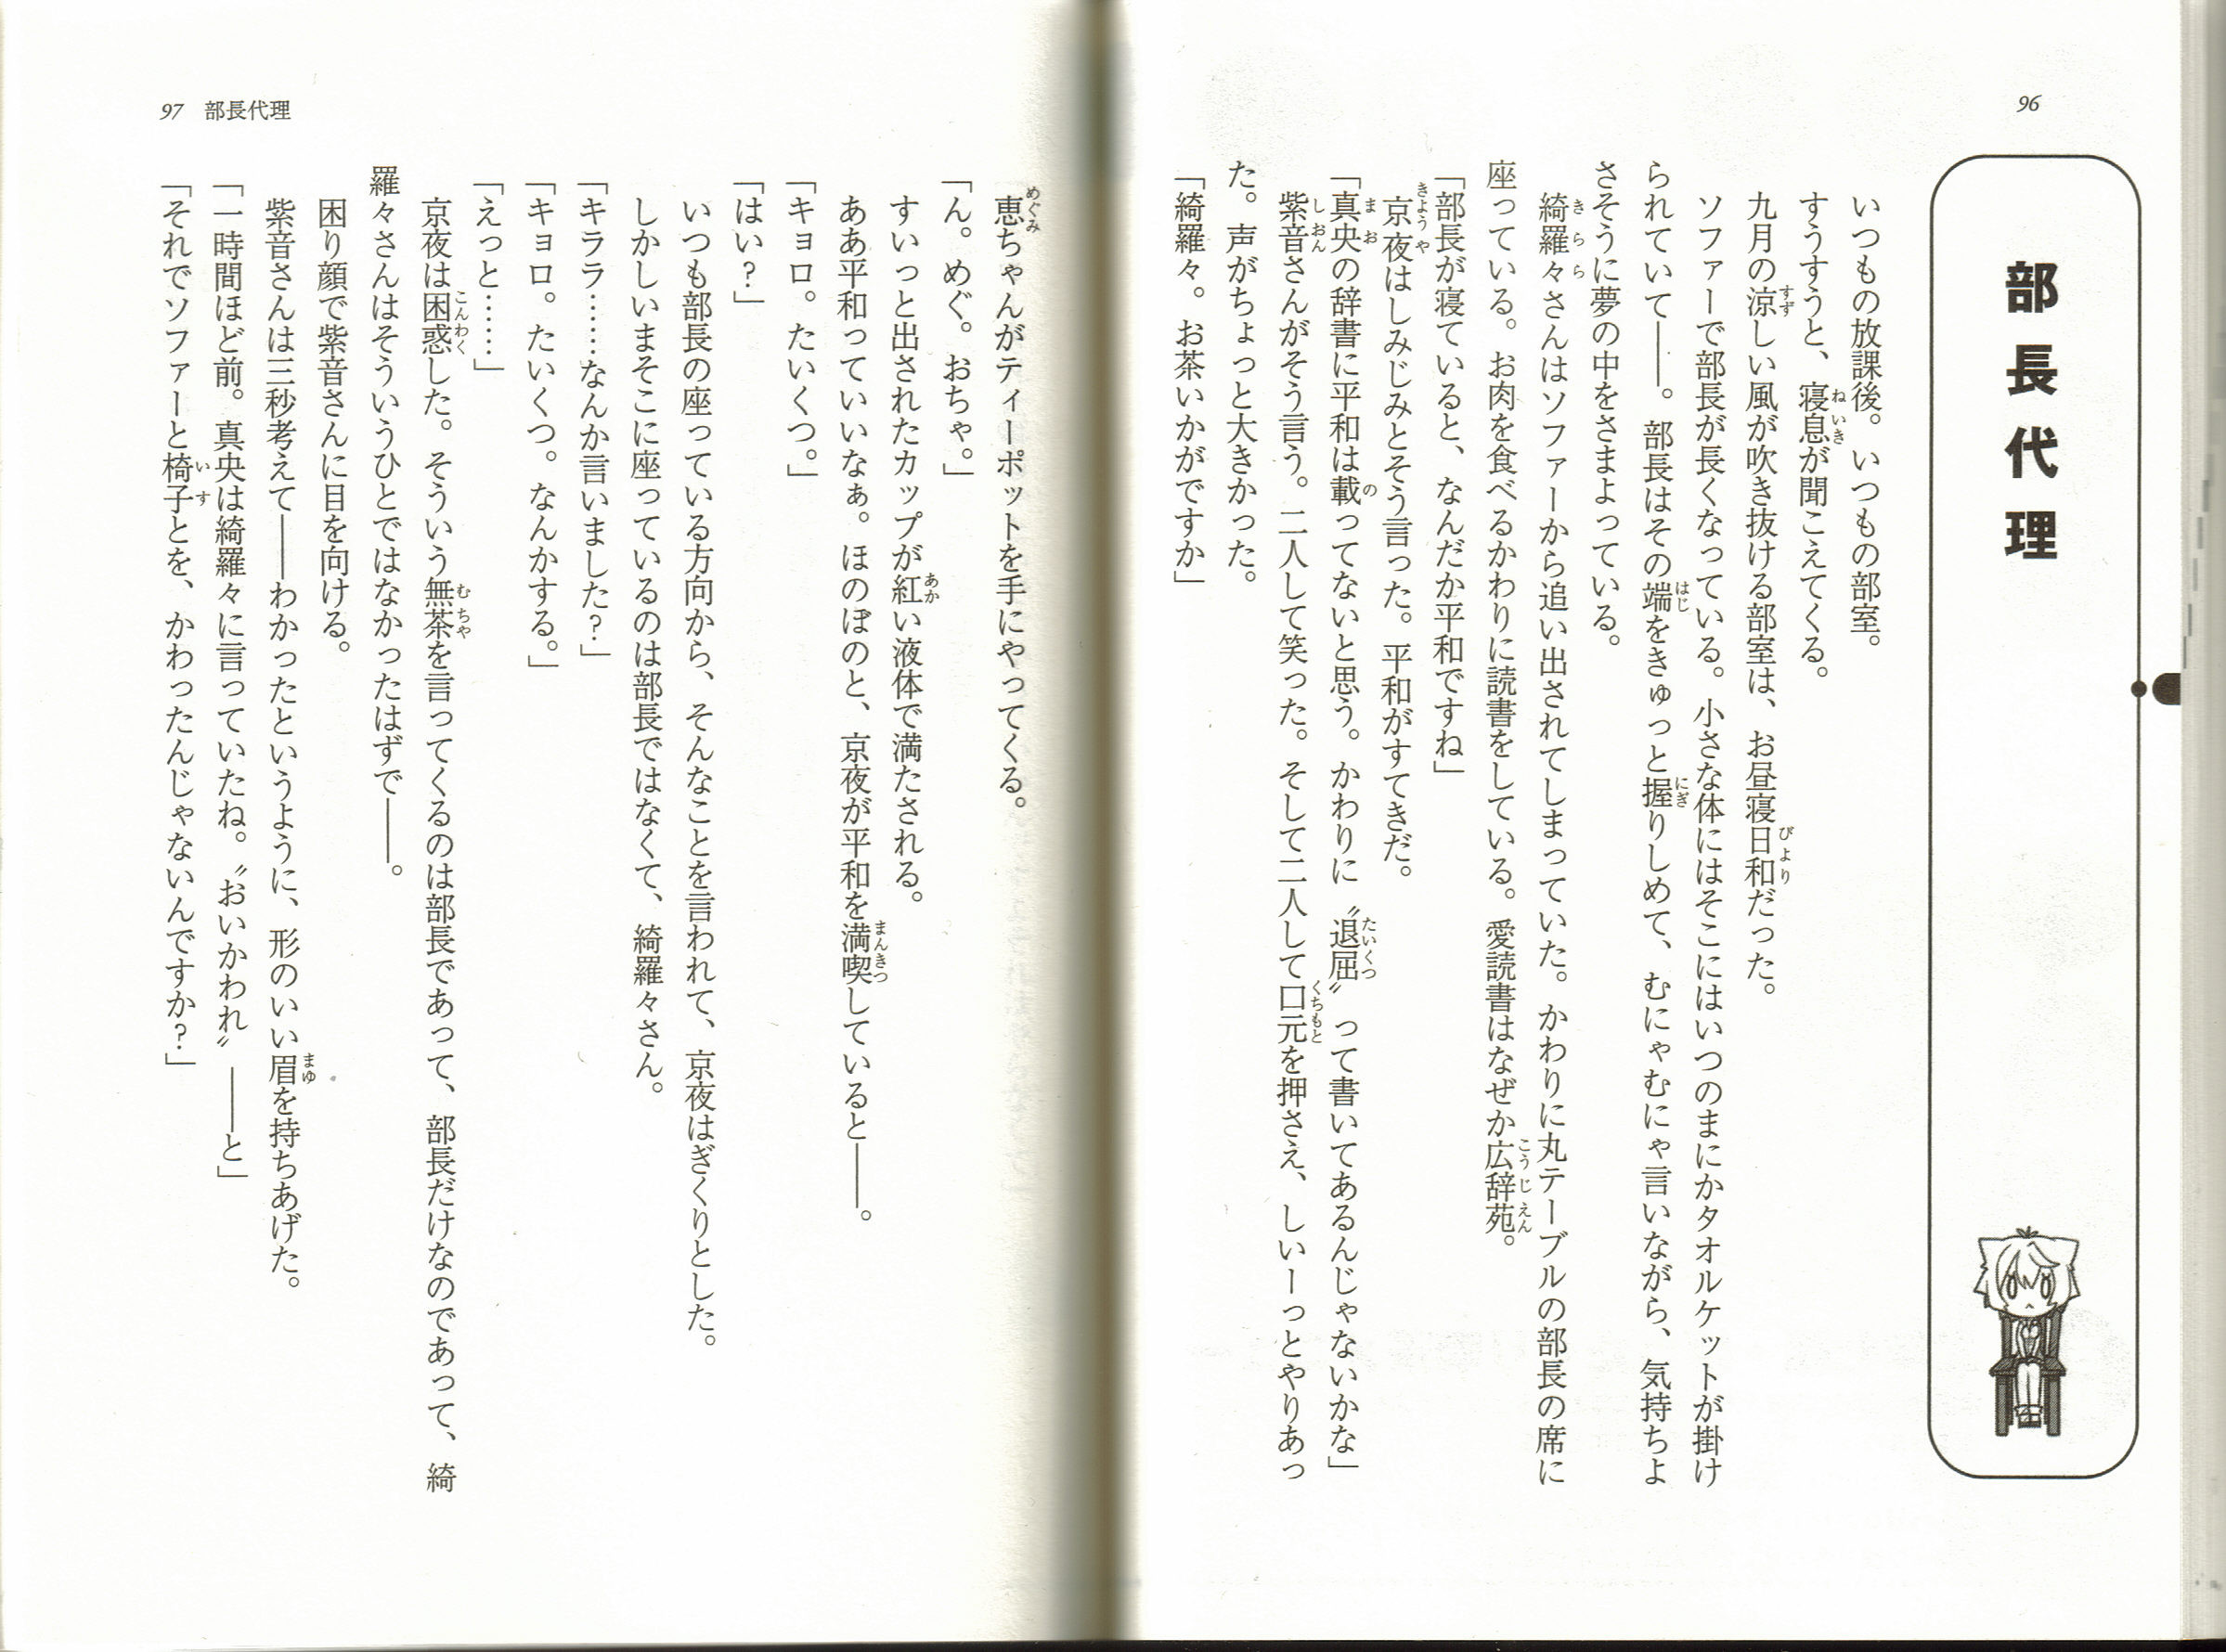 96
部長代理
いつもの放課後。いつもの部室。
すうすうと、寝息が聞こえてくる。
九月の涼しい風が吹き抜ける部室は、お昼寝日和だった。
ソファーで部長が長くなっている。小さな体にはそこにはいつのまにかタオルケットが掛け
られていて――。部長はその端をきゅっと握りしめて、むにゃむにゃ言いながら、気持ちよ
さそうに夢の中をさまよっている。
綺羅々さんはソファーから追い出されてしまっていた。かわりに丸テーブルの部長の席に
座っている。お肉を食べるかわりに読書をしている。愛読書はなぜか広辞苑。
「部長が寝ていると、なんだか平和ですね」
京夜はしみじみとそう言った。平和がすてきだ。
「真央の辞書に平和は載ってないと思う。かわりに〝退屈〟って書いてあるんじゃないかな」
紫音さんがそう言う。二人して笑った。そして二人して口元を押さえ、しいーっとやりあっ
た。声がちょっと大きかった。
「綺羅々。お茶いかがですか」
97 部長代理
恵ちゃんがティーポットを手にやってくる。
「ん。めぐ。おちゃ。」
すいっと出されたカップが紅い液体で満たされる。
ああ平和っていいなぁ。ほのぼのと、京夜が平和を満喫していると――。
「キョロ。たいくつ。」
「はい？」
いつも部長の座っている方向から、そんなことを言われて、京夜はぎくりとした。
しかしいまそこに座っているのは部長ではなくて、綺羅々さん。
「キララ……なんか言いました？」
「キョロ。たいくつ。なんかする。」
「えっと……」
京夜は困惑した。そういう無茶を言ってくるのは部長であって、部長だけなのであって、綺
羅々さんはそういうひとではなかったはずで――。
困り顔で紫音さんに目を向ける。
紫音さんは三秒考えて――わかったというように、形のいい眉を持ちあげた。
「一時間ほど前。真央は綺羅々に言っていたね。〝おいかわれ〟――と」
「それでソファーと椅子とを、かわったんじゃないんですか？」